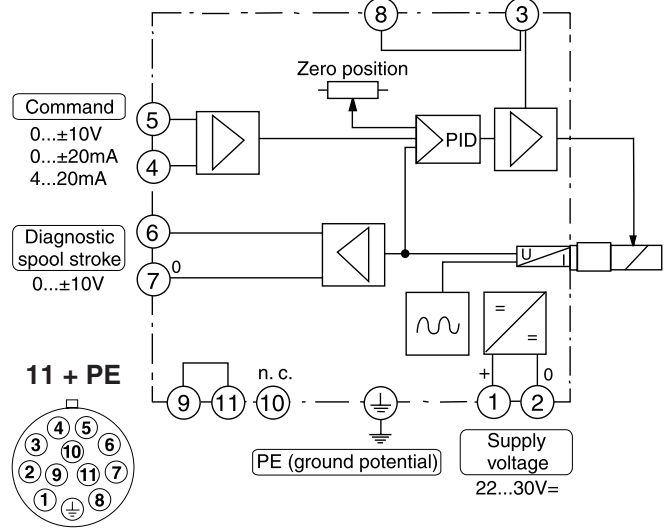 8 3
Zero position
Command
5
0...±10V
0...±20mA
4
4...20mA
PID
6
Diagnostic
spool stroke
7 0
0...±10V
U
I
=
=
11 + PE
n. c.
+ 0
9 11 10 1 2
4 5
3 10 6
2 9 11 7
1 8
PE (ground potential)
Supply
voltage
22...30V=